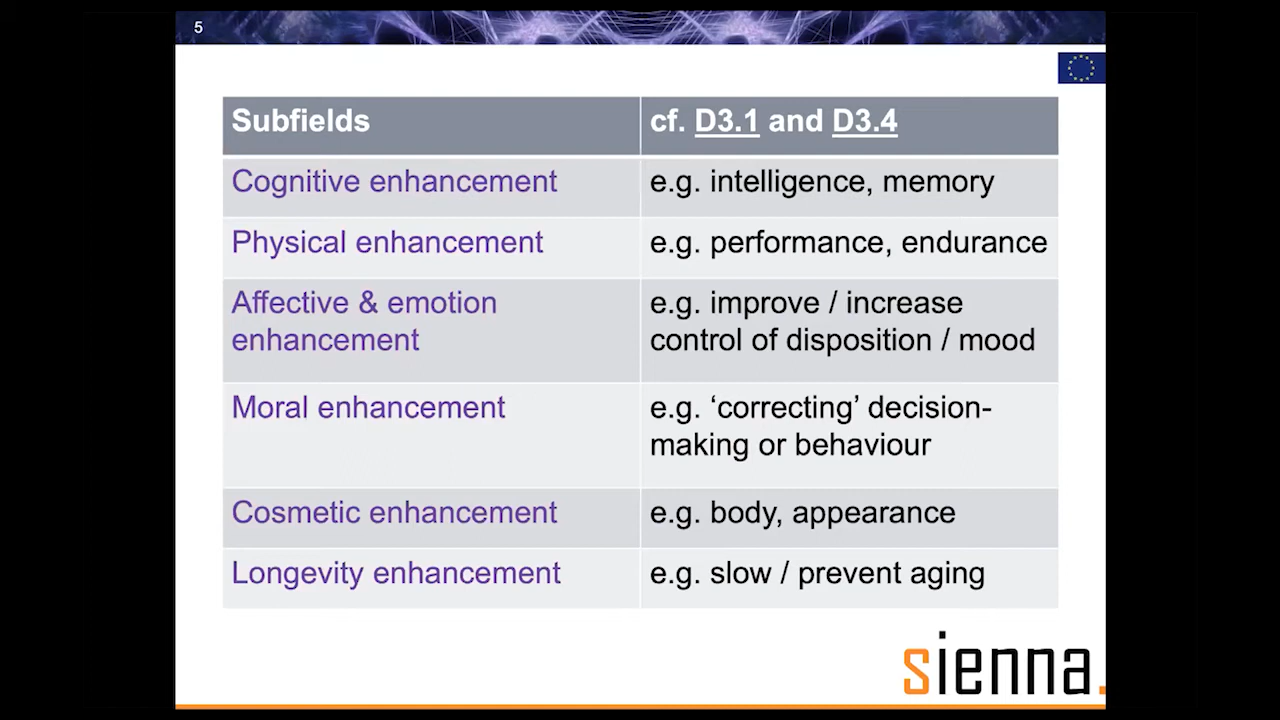 5
Subfields
cf. D3.1 and D3.4
Cognitive enhancement
e.g. intelligence, memory
Physical enhancement
e.g. performance, endurance
Affective & emotion
enhancement
e.g. improve / increase
control of disposition / mood
Moral enhancement
e.g. ‘correcting’ decision-
making or behaviour
Cosmetic enhancement
e.g. body, appearance
Longevity enhancement
e.g. slow / prevent aging
sienna.